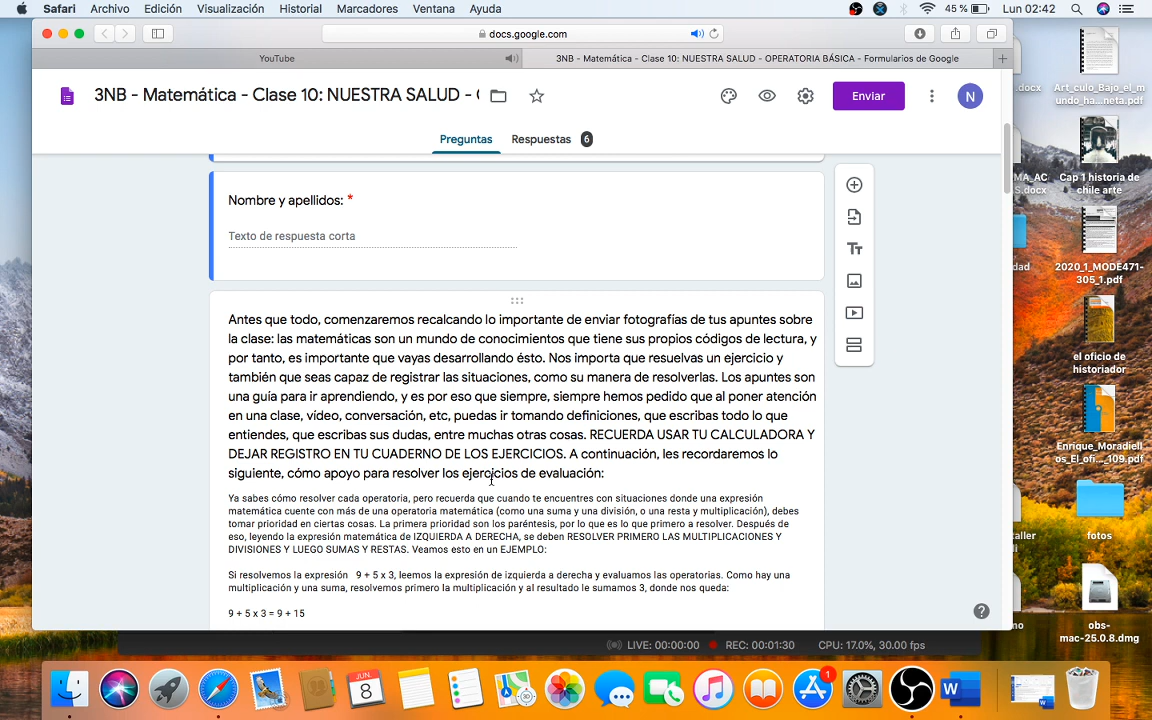 Safari Archivo Edición Visualización Historial Marcadores Ventana Ayuda 45 % Lun 02:42
docs.google.com
YouTube 3NB - Matemática - Clase 10: NUESTRA SALUD - OPERATORIA BÁSICA - Formularios de Google
3NB - Matemática - Clase 10: NUESTRA SALUD - (
Enviar
N
Preguntas Respuestas 6
Nombre y apellidos: *
Texto de respuesta corta
Antes que todo, comenzaremos recalcando lo importante de enviar fotografías de tus apuntes sobre
la clase: las matemáticas son un mundo de conocimientos que tiene sus propios códigos de lectura, y
por tanto, es importante que vayas desarrollando ésto. Nos importa que resuelvas un ejercicio y
también que seas capaz de registrar las situaciones, como su manera de resolverlas. Los apuntes son
una guía para ir aprendiendo, y es por eso que siempre, siempre hemos pedido que al poner atención
en una clase, vídeo, conversación, etc, puedas ir tomando definiciones, que escribas todo lo que
entiendes, que escribas sus dudas, entre muchas otras cosas. RECUERDA USAR TU CALCULADORA Y
DEJAR REGISTRO EN TU CUADERNO DE LOS EJERCICIOS. A continuación, les recordaremos lo
siguiente, cómo apoyo para resolver los ejercicios de evaluación:
Ya sabes cómo resolver cada operatoria, pero recuerda que cuando te encuentres con situaciones donde una expresión
matemática cuente con más de una operatoria matemática (como una suma y una división, o una resta y multiplicación), debes
tomar prioridad en ciertas cosas. La primera prioridad son los paréntesis, por lo que es lo que primero a resolver. Después de
eso, leyendo la expresión matemática de IZQUIERDA A DERECHA, se deben RESOLVER PRIMERO LAS MULTIPLICACIONES Y
DIVISIONES Y LUEGO SUMAS Y RESTAS. Veamos esto en un EJEMPLO:
Si resolvemos la expresión 9 + 5 x 3, leemos la expresión de izquierda a derecha y evaluamos las operatorias. Como hay una
multiplicación y una suma, resolvemos primero la multiplicación y al resultado le sumamos 3, donde nos queda:
9 + 5 x 3 = 9 + 15
LIVE: 00:00:00 REC: 00:01:30 CPU: 17.0%, 30.00 fps
.docx
Art_culo_Bajo_el_m
undo_ha...neta.pdf
MA_AC
S.docx
Cap 1 historia de
chile arte
dad
2020_1_MODE471-
305_1.pdf
el oficio de
historiador
Enrique_Moradiel
os_El_ofi..._109.pdf
taller
li
fotos
mo
obs-
mac-25.0.8.dmg
JUN.
8
3D
1
W